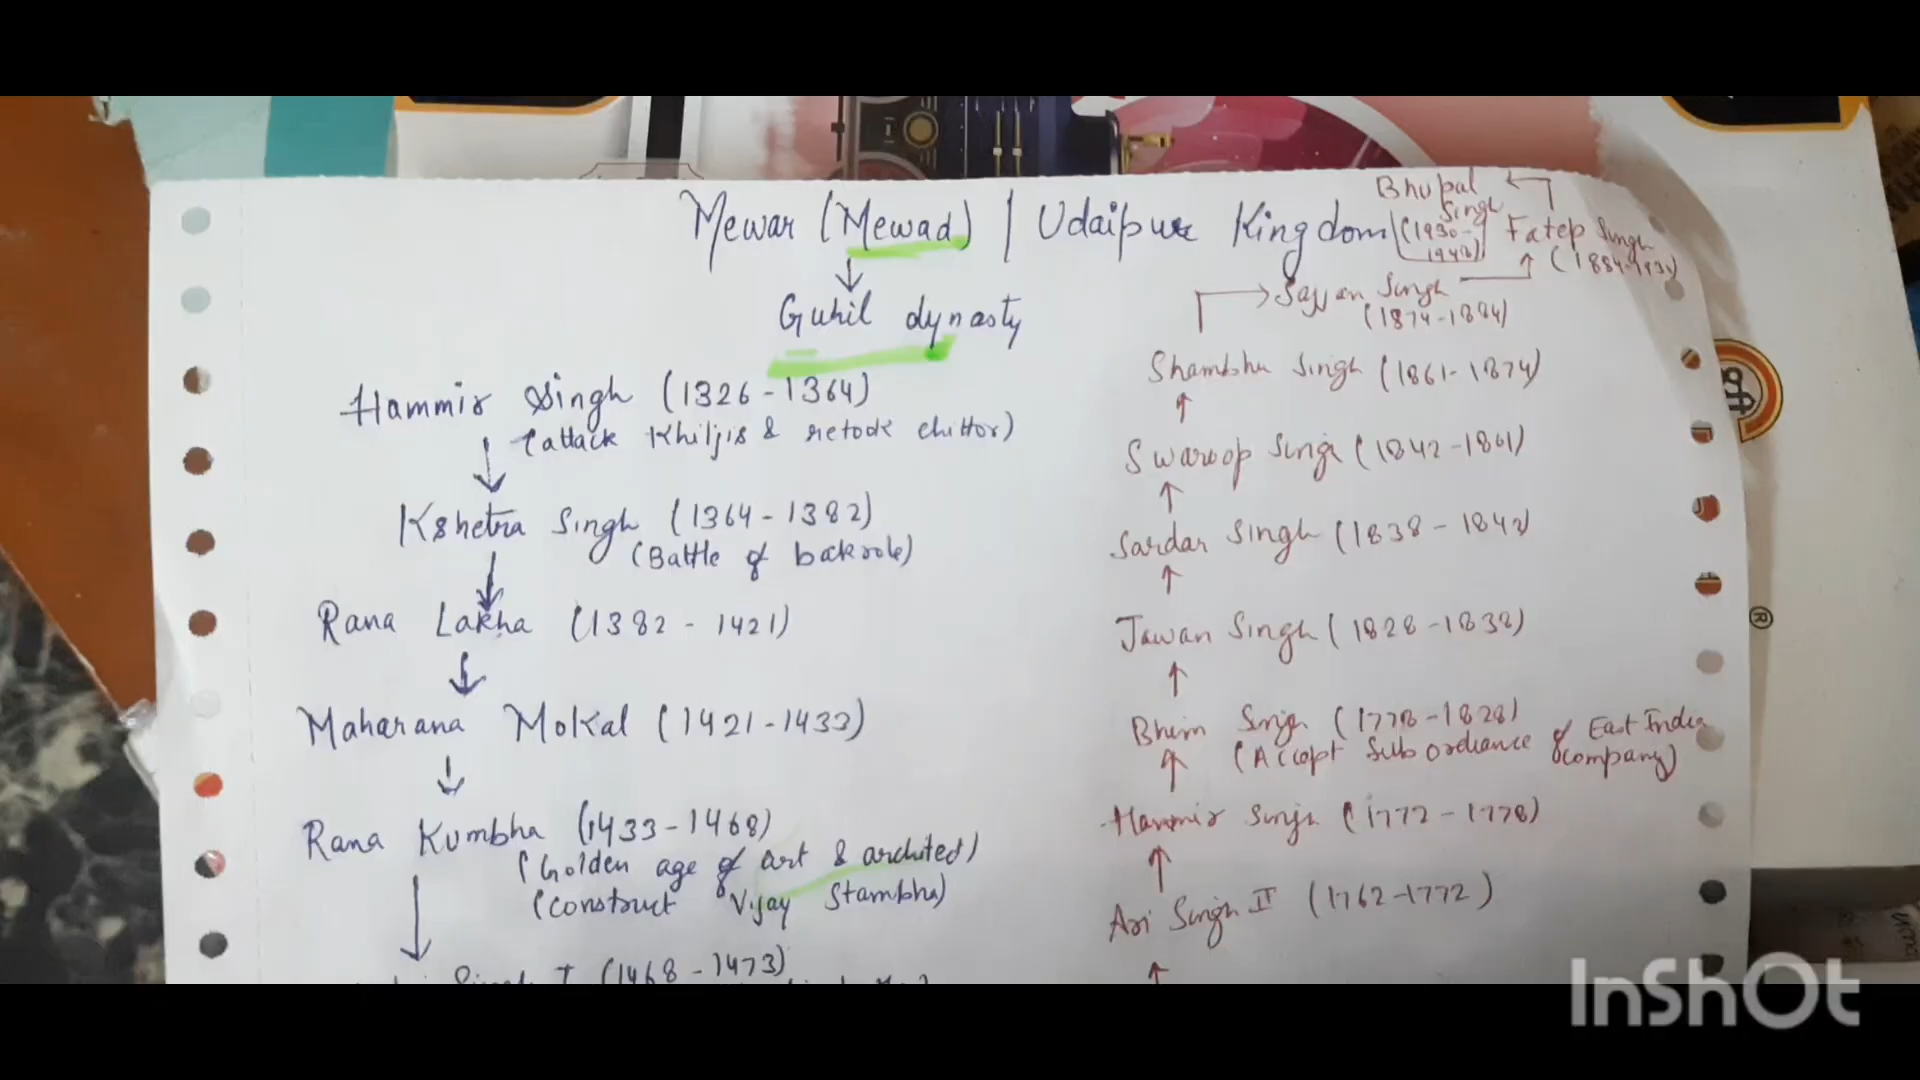 Mewar (Mewad) | Udaipur Kingdom
↓
Guhil dynasty
Hammir Singh (1326-1364)
(attack Khiljis & retook chittor)
↓
Kshetra Singh (1364-1382)
(Battle of bakrole)
↓
Rana Lakha (1382-1421)
↓
Maharana Mokal (1421-1433)
↓
Rana Kumbha (1433-1468)
(Golden age of art & architect)
(construct Vijay Stambha)
↓
Singh I (1468-1473)
Bhupal
Singh
(1930-
1948)
Fateh Singh
(1884-1930)
Sajjan Singh
(1874-1884)
Shambhu Singh (1861-1874)
↑
Swaroop Singh (1842-1861)
↑
Sardar Singh (1838-1842)
↑
Jawan Singh (1828-1838)
↑
Bhim Singh (1778-1828)
(Accept Subordiance of East India
Company)
↑
Hammir Singh (1772-1778)
↑
Ari Singh II (1762-1772)
↑
®
श्री
InShOt